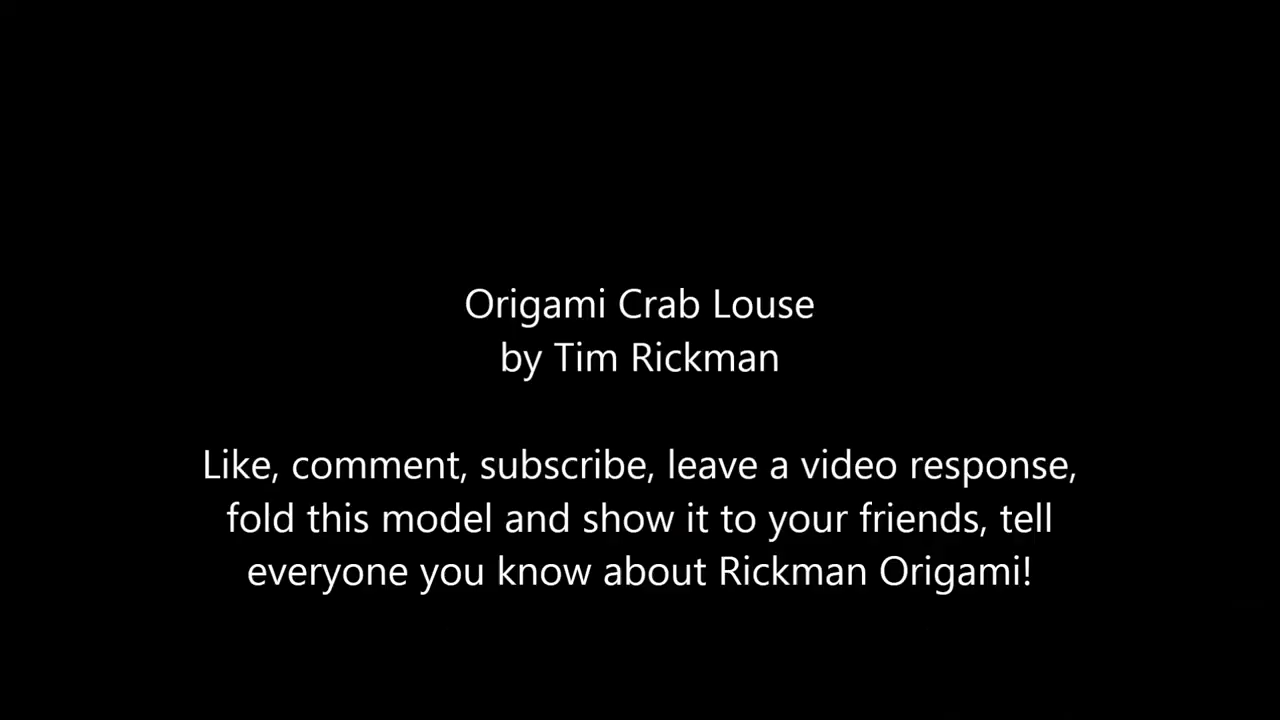 Origami Crab Louse
by Tim Rickman
Like, comment, subscribe, leave a video response,
fold this model and show it to your friends, tell
everyone you know about Rickman Origami!